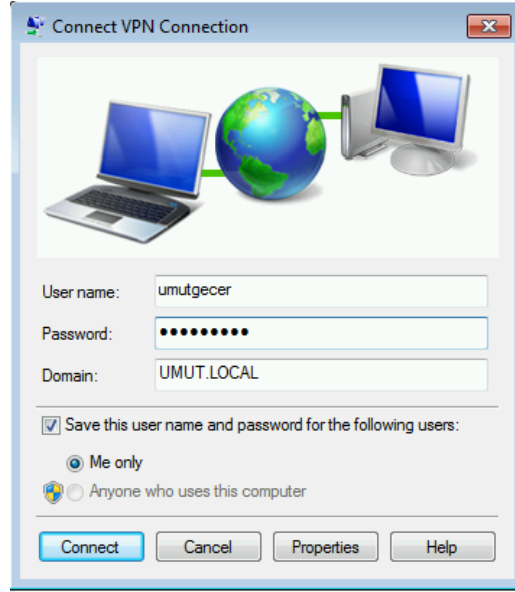 Connect VPN Connection
User name: umutgecer
Password: •••••••••
Domain: UMUT.LOCAL
Save this user name and password for the following users:
Me only
Anyone who uses this computer
Connect Cancel Properties Help